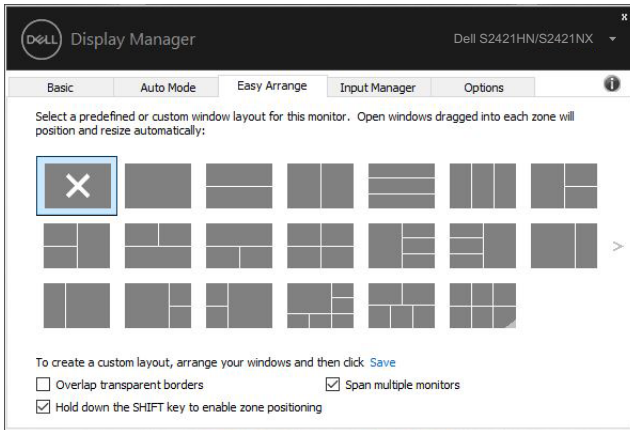 x
DELL Display Manager Dell S2421HN/S2421NX
Basic Auto Mode Easy Arrange Input Manager Options i
Select a predefined or custom window layout for this monitor. Open windows dragged into each zone will
position and resize automatically:
To create a custom layout, arrange your windows and then click Save
Overlap transparent borders Span multiple monitors
Hold down the SHIFT key to enable zone positioning